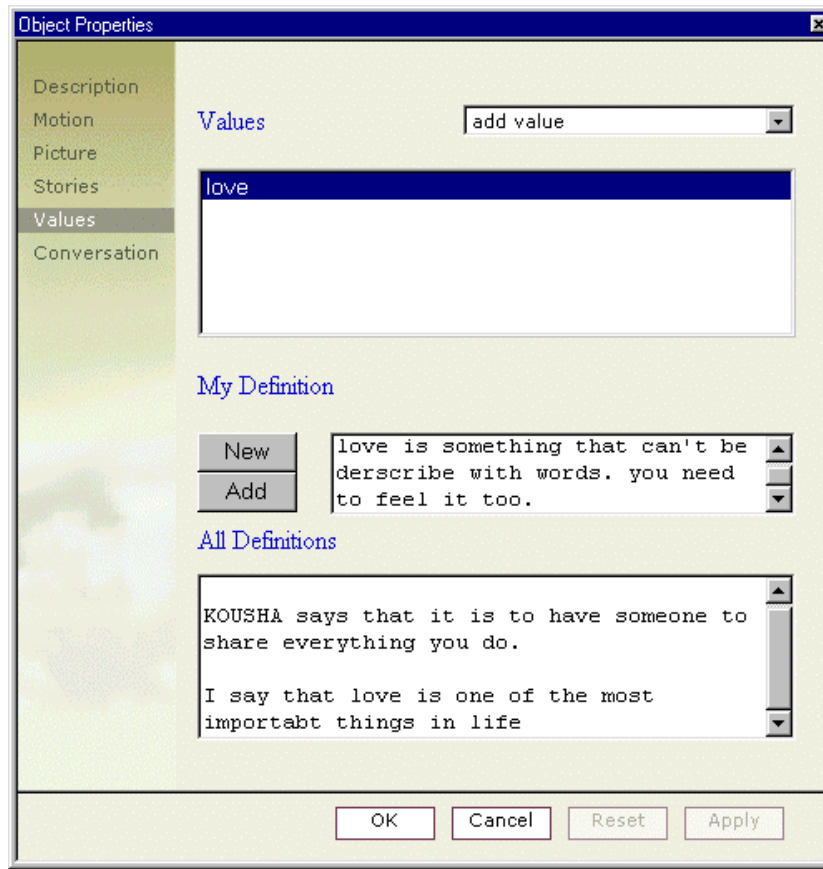 Object Properties
Description
Motion
Picture
Stories
Values
Conversation
Values
add value
love
My Definition
New
Add
love is something that can't be
derscribe with words. you need
to feel it too.
All Definitions
KOUSHA says that it is to have someone to
share everything you do.
I say that love is one of the most
importabt things in life
OK
Cancel
Reset
Apply